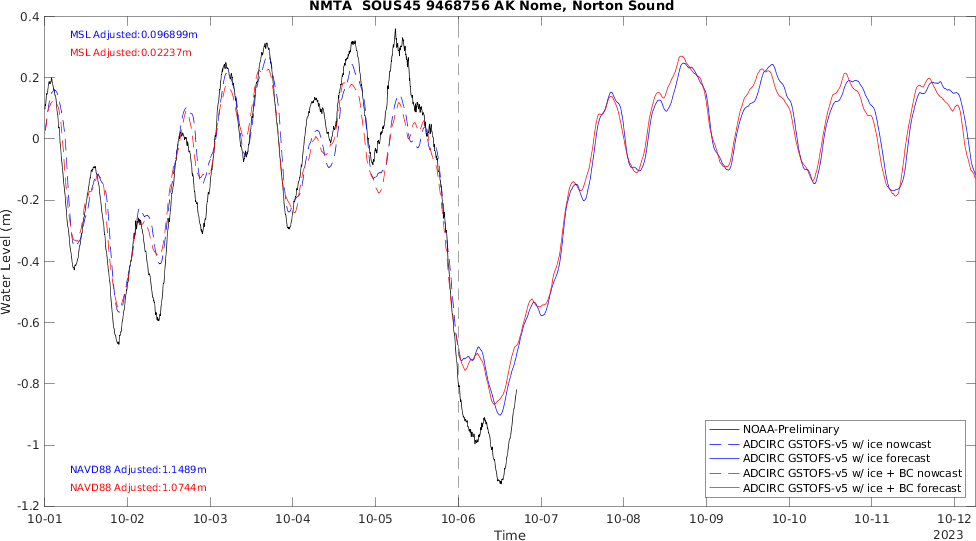 NMTA SOUS45 9468756 AK Nome, Norton Sound
MSL Adjusted:0.096899m
MSL Adjusted:0.02237m
0.4
0.2
0
-0.2
-0.4
-0.6
-0.8
-1
-1.2
Water Level (m)
NAVD88 Adjusted:1.1489m
NAVD88 Adjusted:1.0744m
NOAA-Preliminary
ADCIRC GSTOFS-v5 w/ ice nowcast
ADCIRC GSTOFS-v5 w/ ice forecast
ADCIRC GSTOFS-v5 w/ ice + BC nowcast
ADCIRC GSTOFS-v5 w/ ice + BC forecast
10-01 10-02 10-03 10-04 10-05 10-06 10-07 10-08 10-09 10-10 10-11 10-12
Time
2023